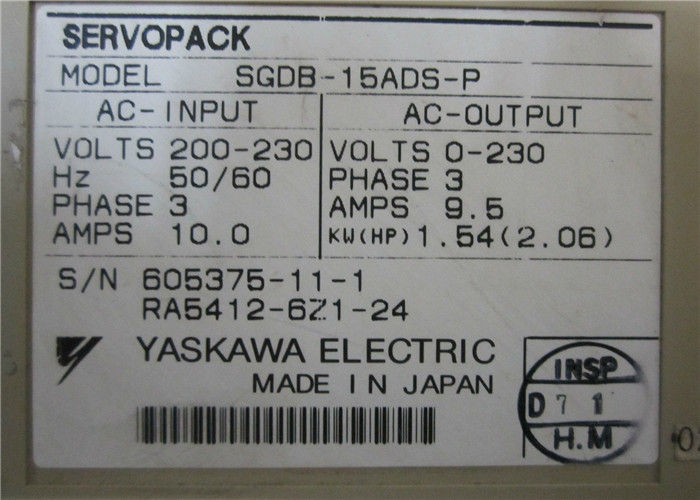 SERVOPACK
MODEL SGDB-15ADS-P
AC-INPUT
VOLTS 200-230
Hz 50/60
PHASE 3
AMPS 10.0
AC-OUTPUT
VOLTS 0-230
PHASE 3
AMPS 9.5
KW(HP) 1.54(2.06)
S/N 605375-11-1
RA5412-6Z1-24
YASKAWA ELECTRIC
MADE IN JAPAN
INSP
D 7 1
H.M